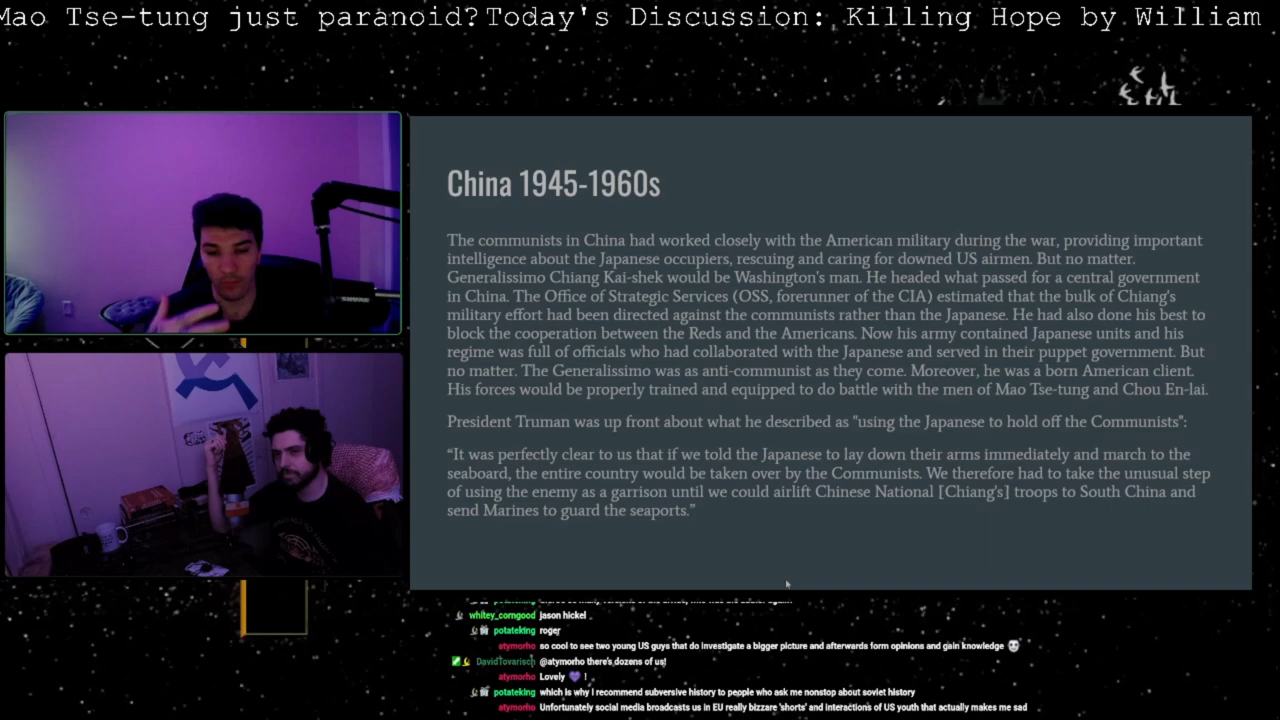 Mao Tse-tung just paranoid? Today's Discussion: Killing Hope by William
China 1945-1960s
The communists in China had worked closely with the American military during the war, providing important
intelligence about the Japanese occupiers, rescuing and caring for downed US airmen. But no matter.
Generalissimo Chiang Kai-shek would be Washington's man. He headed what passed for a central government
in China. The Office of Strategic Services (OSS, forerunner of the CIA) estimated that the bulk of Chiang's
military effort had been directed against the communists rather than the Japanese. He had also done his best to
block the cooperation between the Reds and the Americans. Now his army contained Japanese units and his
regime was full of officials who had collaborated with the Japanese and served in their puppet government. But
no matter. The Generalissimo was as anti-communist as they come. Moreover, he was a born American client.
His forces would be properly trained and equipped to do battle with the men of Mao Tse-tung and Chou En-lai.
President Truman was up front about what he described as "using the Japanese to hold off the Communists":
“It was perfectly clear to us that if we told the Japanese to lay down their arms immediately and march to the
seaboard, the entire country would be taken over by the Communists. We therefore had to take the unusual step
of using the enemy as a garrison until we could airlift Chinese National [Chiang's] troops to South China and
send Marines to guard the seaports.”
whitey_corngood jason hickel
potateking roger
atymorho so cool to see two young US guys that do investigate a bigger picture and afterwards form opinions and gain knowledge
DavidTovarisch @atymorho there's dozens of us!
atymorho Lovely 💜 !
potateking which is why I recommend subversive history to people who ask me nonstop about soviet history
atymorho Unfortunately social media broadcasts us in EU really bizzare 'shorts' and interactions of US youth that actually makes me sad